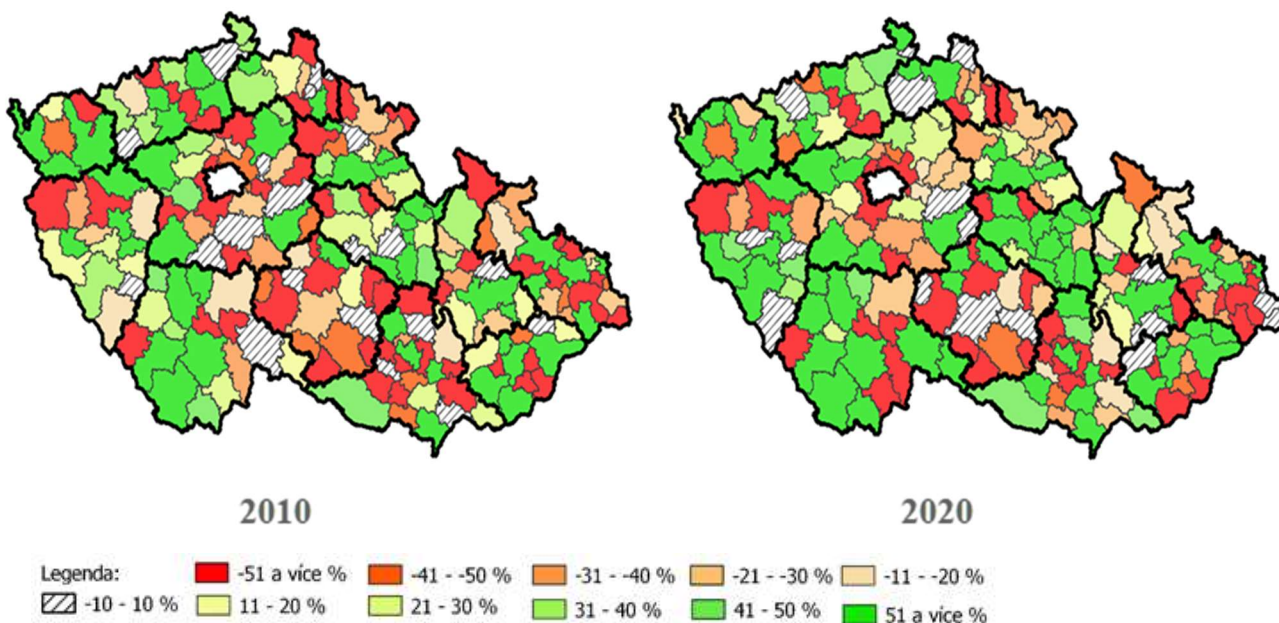 2010
2020
Legenda:
-51 a více %
-41 - -50 %
-31 - -40 %
-21 - -30 %
-11 - -20 %
-10 - 10 %
11 - 20 %
21 - 30 %
31 - 40 %
41 - 50 %
51 a více %